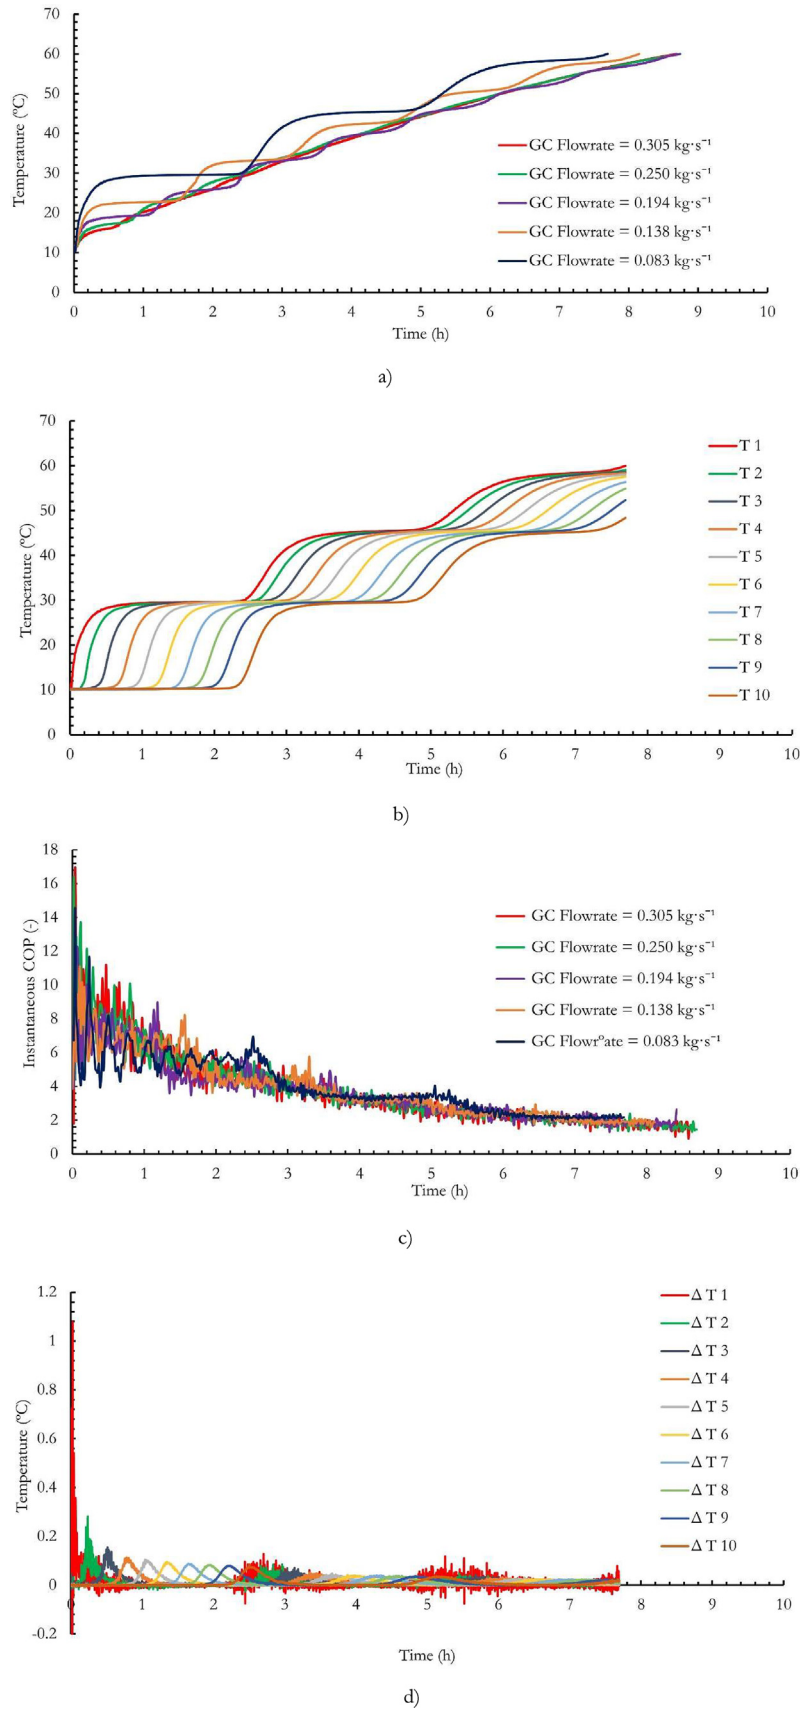 70
60
50
40
30
20
10
0
Temperature (ºC)
GC Flowrate = 0.305 kg·s⁻¹
GC Flowrate = 0.250 kg·s⁻¹
GC Flowrate = 0.194 kg·s⁻¹
GC Flowrate = 0.138 kg·s⁻¹
GC Flowrate = 0.083 kg·s⁻¹
0 1 2 3 4 5 6 7 8 9 10
Time (h)
a)
70
60
50
40
30
20
10
0
Temperature (ºC)
T 1
T 2
T 3
T 4
T 5
T 6
T 7
T 8
T 9
T 10
0 1 2 3 4 5 6 7 8 9 10
Time (h)
b)
18
16
14
12
10
8
6
4
2
0
Instantaneous COP (-)
GC Flowrate = 0.305 kg·s⁻¹
GC Flowrate = 0.250 kg·s⁻¹
GC Flowrate = 0.194 kg·s⁻¹
GC Flowrate = 0.138 kg·s⁻¹
GC Flowrºate = 0.083 kg·s⁻¹
0 1 2 3 4 5 6 7 8 9 10
Time (h)
c)
1.2
1
0.8
0.6
0.4
0.2
0
-0.2
Temperature (ºC)
Δ T 1
Δ T 2
Δ T 3
Δ T 4
Δ T 5
Δ T 6
Δ T 7
Δ T 8
Δ T 9
Δ T 10
0 1 2 3 4 5 6 7 8 9 10
Time (h)
d)